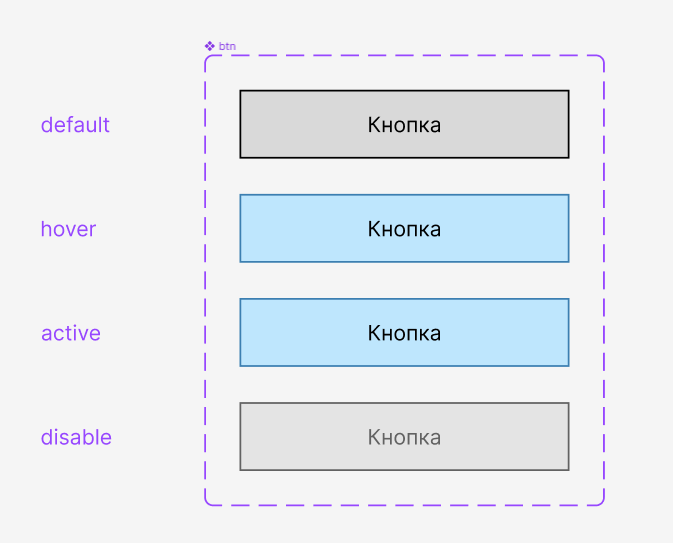 btn
default
Кнопка
hover
Кнопка
active
Кнопка
disable
Кнопка